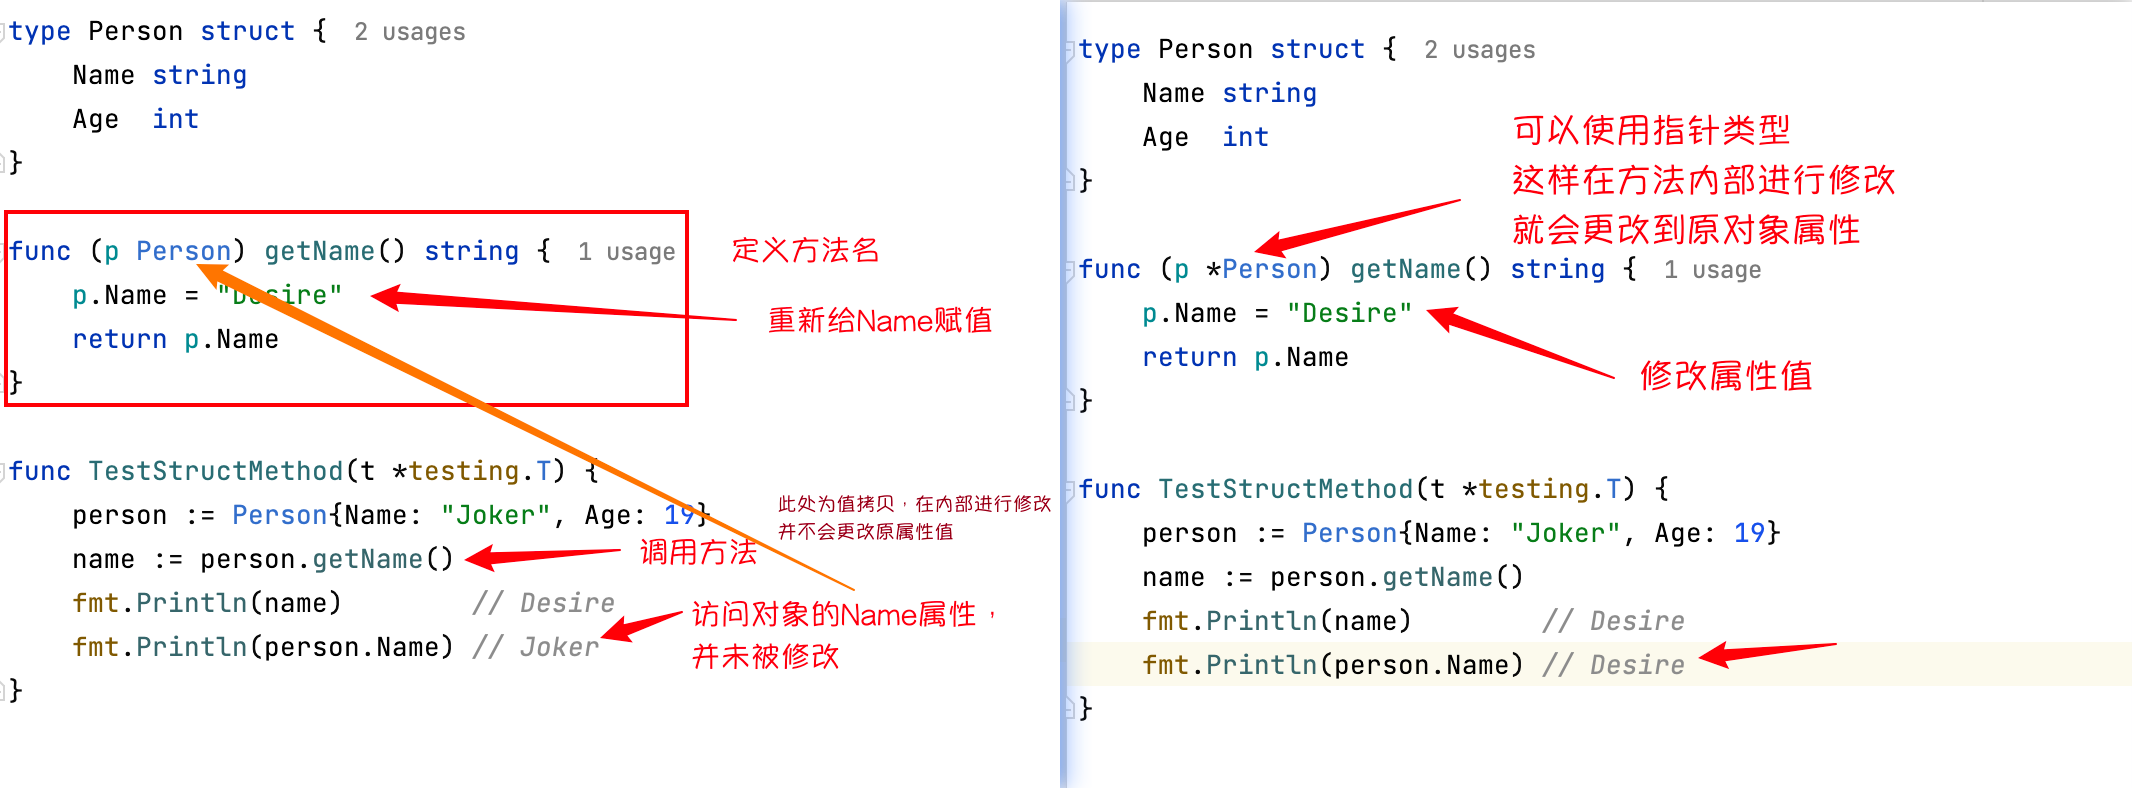 type Person struct { 2 usages
Name string
Age int
}
func (p Person) getName() string { 1 usage
定义方法名
p.Name = "Desire"
重新给Name赋值
return p.Name
}
func TestStructMethod(t *testing.T) {
此处为值拷贝，在内部进行修改
并不会更改原属性值
person := Person{Name: "Joker", Age: 19}
name := person.getName()
调用方法
fmt.Println(name) // Desire
fmt.Println(person.Name) // Joker
访问对象的Name属性，
并未被修改
}
type Person struct { 2 usages
Name string
Age int
}
可以使用指针类型
这样在方法内部进行修改
就会更改到原对象属性
func (p *Person) getName() string { 1 usage
p.Name = "Desire"
return p.Name
修改属性值
}
func TestStructMethod(t *testing.T) {
person := Person{Name: "Joker", Age: 19}
name := person.getName()
fmt.Println(name) // Desire
fmt.Println(person.Name) // Desire
}